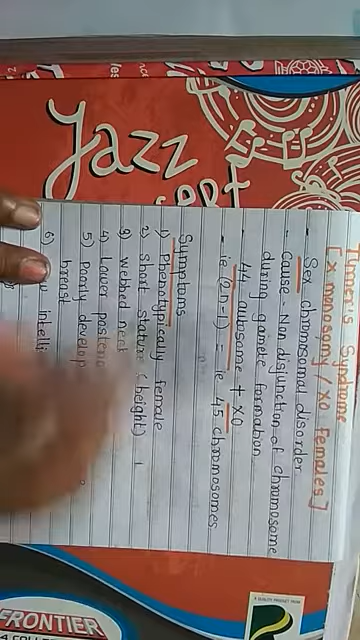 Turner's Syndrome
[X monosomy / XO females]
- Sex chromosomal disorder
- Cause - Non disjunction of chromosome
during gamete formation
44 autosome + XO
- ie (2n-1) = ie 45 chromosomes
Symptoms
1) Phenotypically female
2) Short stature (height)
3) Webbed neck
4) Lower
5) Poorly develop
breast
6)
Jazz
FRONTIER